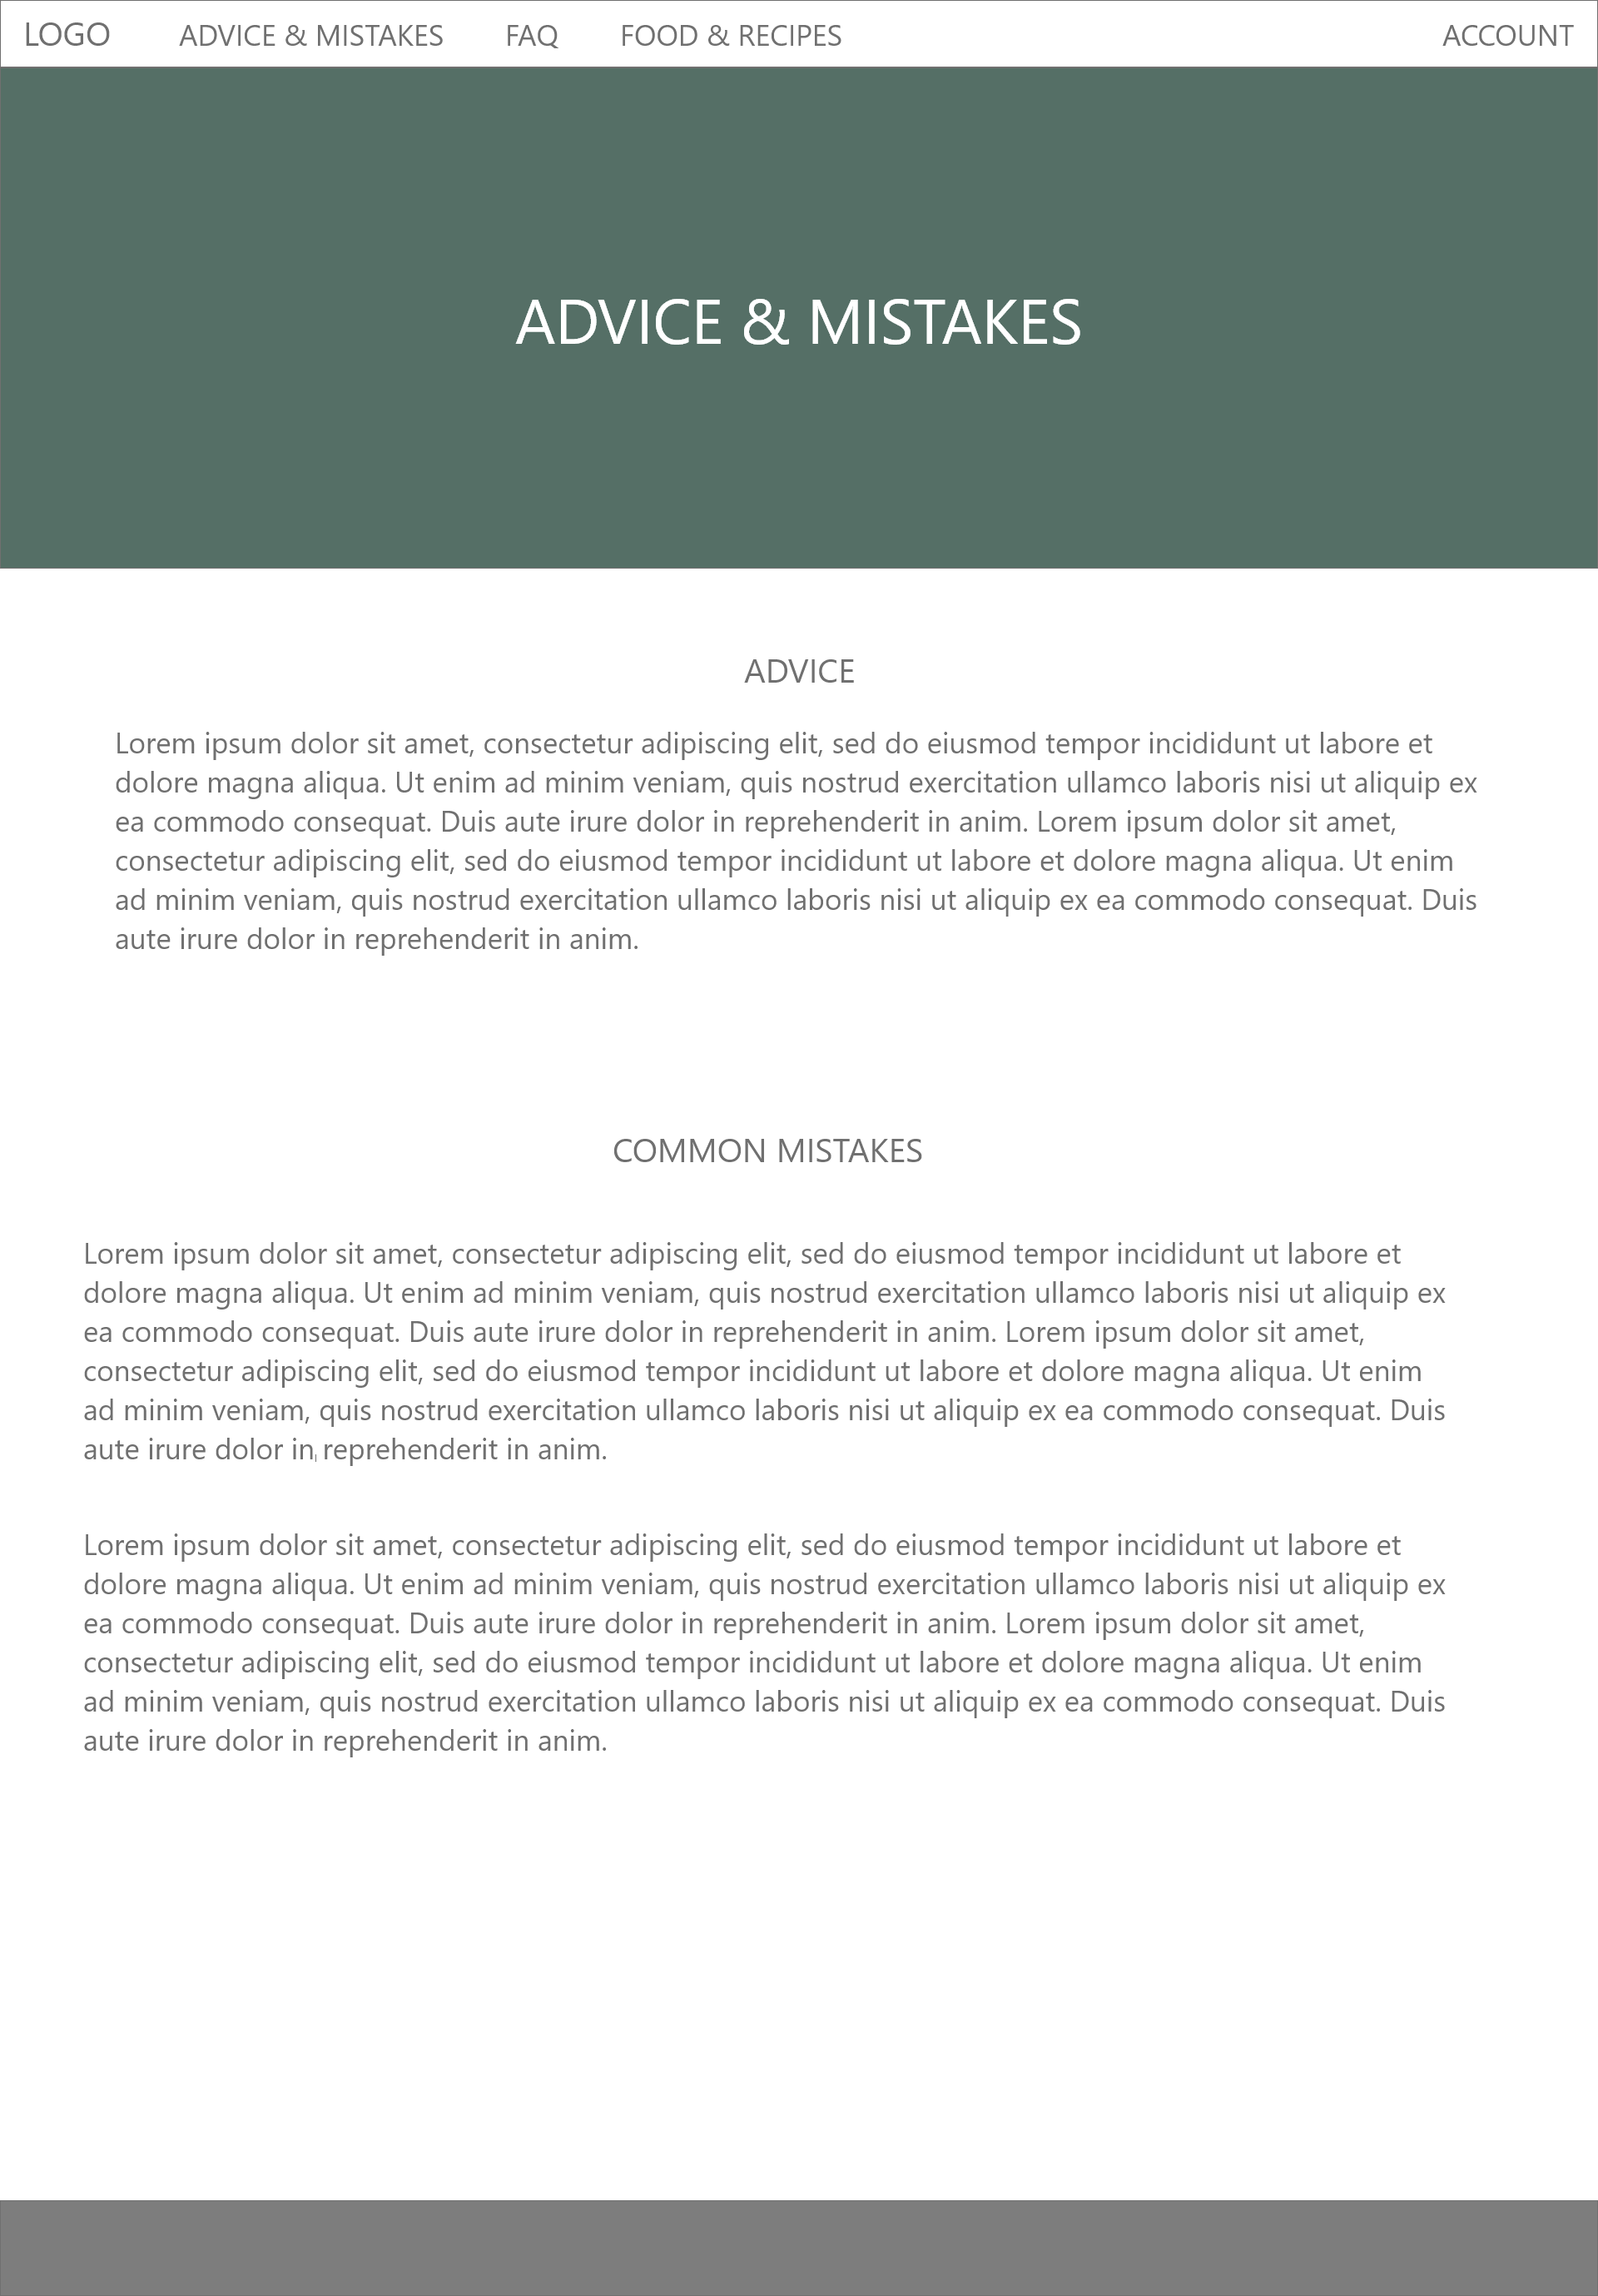 LOGO ADVICE & MISTAKES FAQ FOOD & RECIPES ACCOUNT
ADVICE & MISTAKES
ADVICE
Lorem ipsum dolor sit amet, consectetur adipiscing elit, sed do eiusmod tempor incididunt ut labore et
dolore magna aliqua. Ut enim ad minim veniam, quis nostrud exercitation ullamco laboris nisi ut aliquip ex
ea commodo consequat. Duis aute irure dolor in reprehenderit in anim. Lorem ipsum dolor sit amet,
consectetur adipiscing elit, sed do eiusmod tempor incididunt ut labore et dolore magna aliqua. Ut enim
ad minim veniam, quis nostrud exercitation ullamco laboris nisi ut aliquip ex ea commodo consequat. Duis
aute irure dolor in reprehenderit in anim.
COMMON MISTAKES
Lorem ipsum dolor sit amet, consectetur adipiscing elit, sed do eiusmod tempor incididunt ut labore et
dolore magna aliqua. Ut enim ad minim veniam, quis nostrud exercitation ullamco laboris nisi ut aliquip ex
ea commodo consequat. Duis aute irure dolor in reprehenderit in anim. Lorem ipsum dolor sit amet,
consectetur adipiscing elit, sed do eiusmod tempor incididunt ut labore et dolore magna aliqua. Ut enim
ad minim veniam, quis nostrud exercitation ullamco laboris nisi ut aliquip ex ea commodo consequat. Duis
aute irure dolor in reprehenderit in anim.
Lorem ipsum dolor sit amet, consectetur adipiscing elit, sed do eiusmod tempor incididunt ut labore et
dolore magna aliqua. Ut enim ad minim veniam, quis nostrud exercitation ullamco laboris nisi ut aliquip ex
ea commodo consequat. Duis aute irure dolor in reprehenderit in anim. Lorem ipsum dolor sit amet,
consectetur adipiscing elit, sed do eiusmod tempor incididunt ut labore et dolore magna aliqua. Ut enim
ad minim veniam, quis nostrud exercitation ullamco laboris nisi ut aliquip ex ea commodo consequat. Duis
aute irure dolor in reprehenderit in anim.